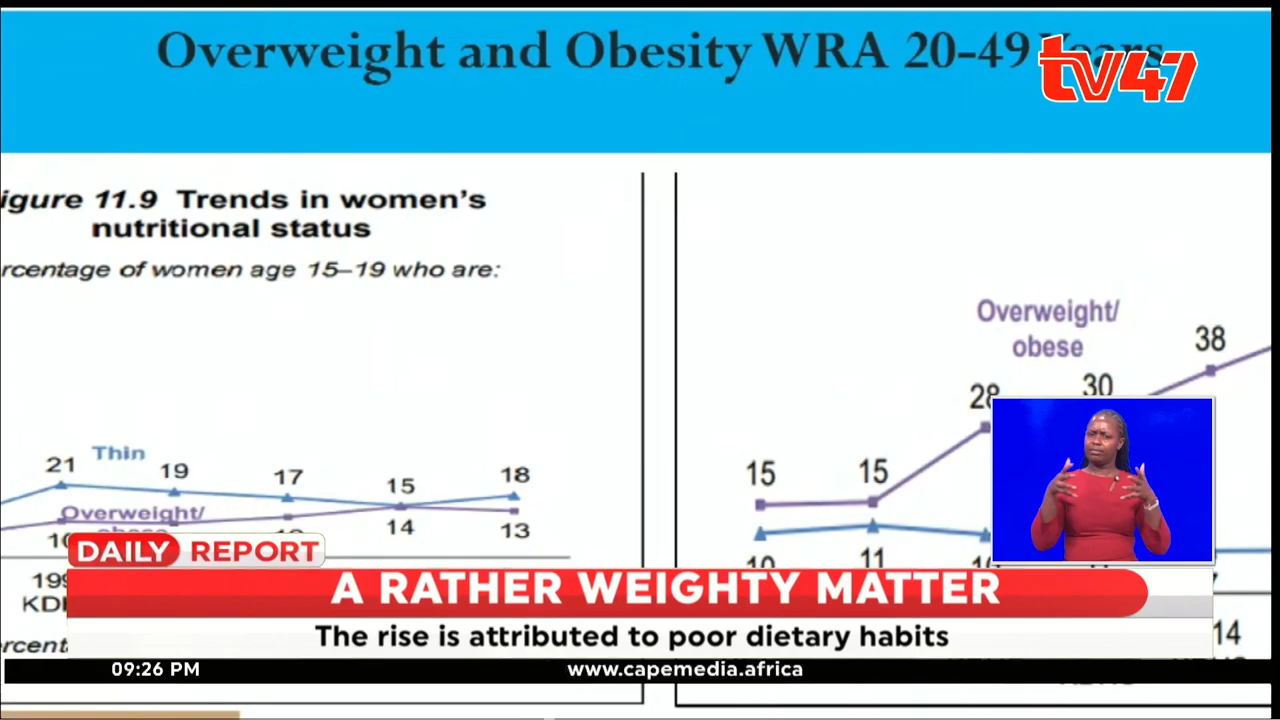 Overweight and Obesity WRA 20-49 Years
tv47
igure 11.9 Trends in women's
nutritional status
rcentage of women age 15–19 who are:
Overweight/
obese
38
30
28
15 15
Thin
21 19 17 15 18
Overweight/
14 13
11
DAILY REPORT
A RATHER WEIGHTY MATTER
14
The rise is attributed to poor dietary habits
09:26 PM
www.capemedia.africa